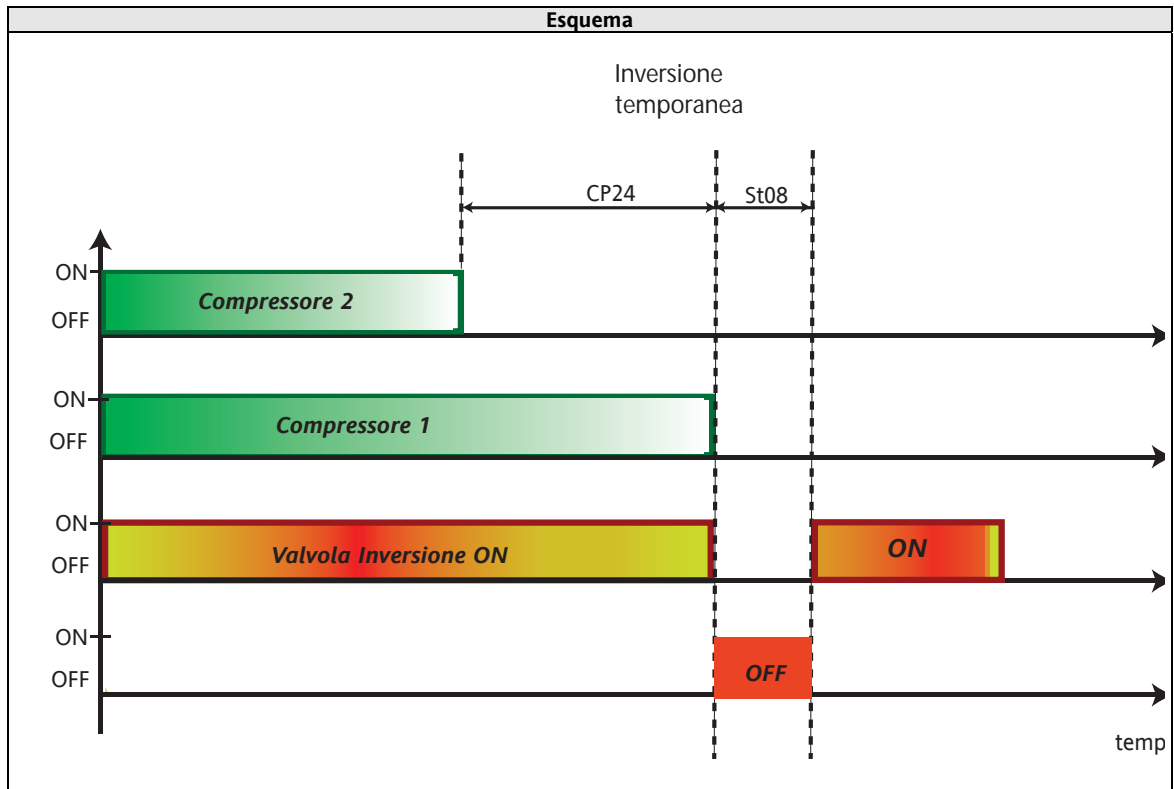 Esquema
Inversione
temporanea
CP24
St08
ON
OFF
Compressore 2
ON
OFF
Compressore 1
ON
OFF
Valvola Inversione ON
ON
ON
OFF
OFF
temp